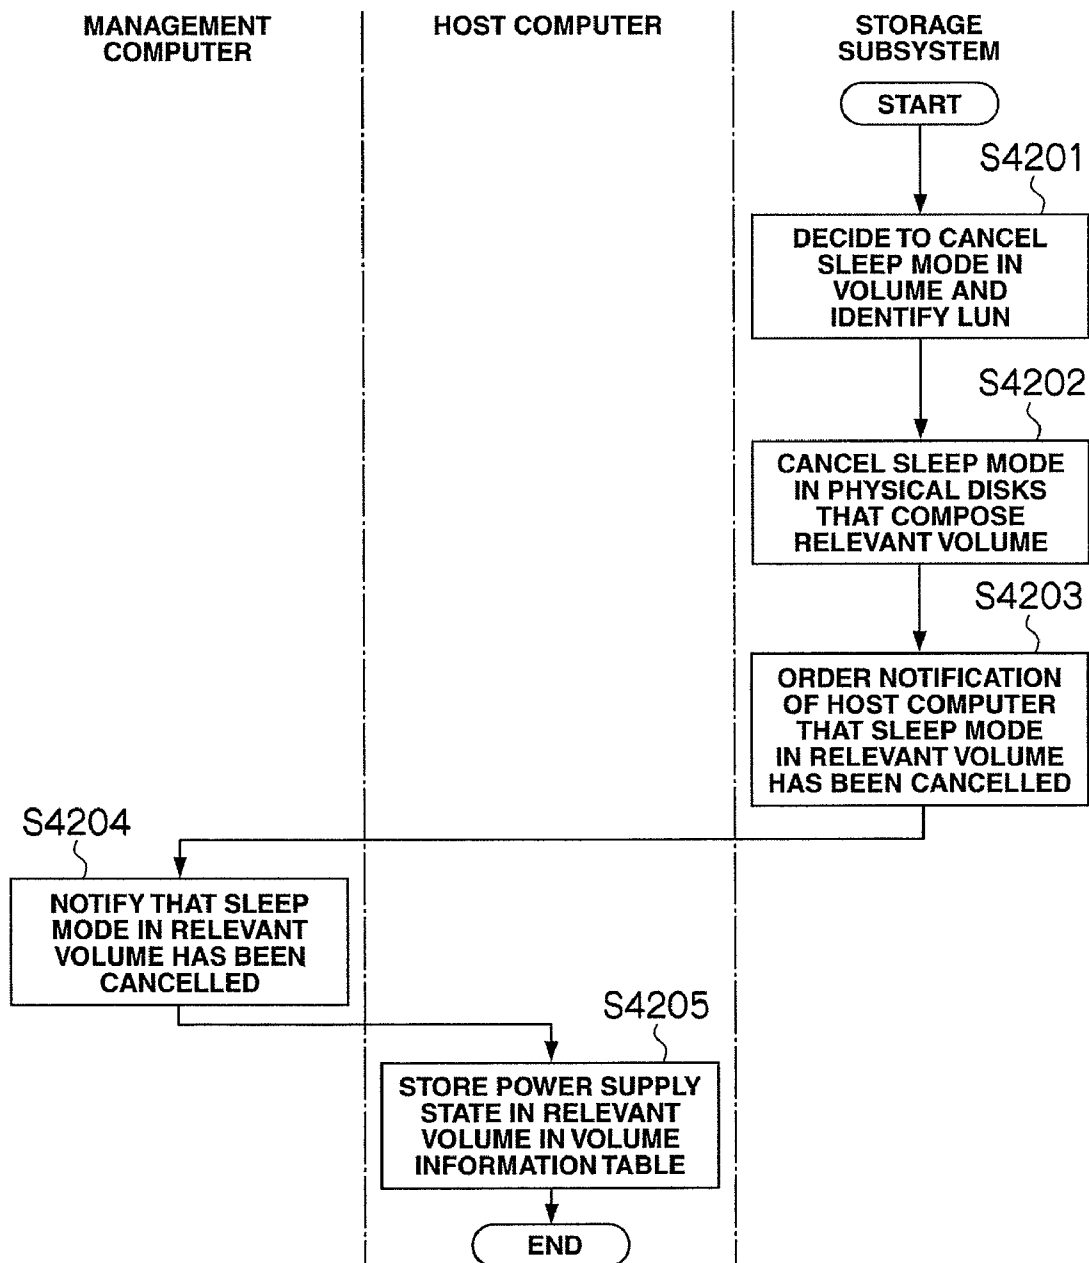 MANAGEMENT
COMPUTER
HOST COMPUTER
STORAGE
SUBSYSTEM
START
S4201
DECIDE TO CANCEL
SLEEP MODE IN
VOLUME AND
IDENTIFY LUN
S4202
CANCEL SLEEP MODE
IN PHYSICAL DISKS
THAT COMPOSE
RELEVANT VOLUME
S4203
ORDER NOTIFICATION
OF HOST COMPUTER
THAT SLEEP MODE
IN RELEVANT VOLUME
HAS BEEN CANCELLED
S4204
NOTIFY THAT SLEEP
MODE IN RELEVANT
VOLUME HAS BEEN
CANCELLED
S4205
STORE POWER SUPPLY
STATE IN RELEVANT
VOLUME IN VOLUME
INFORMATION TABLE
END